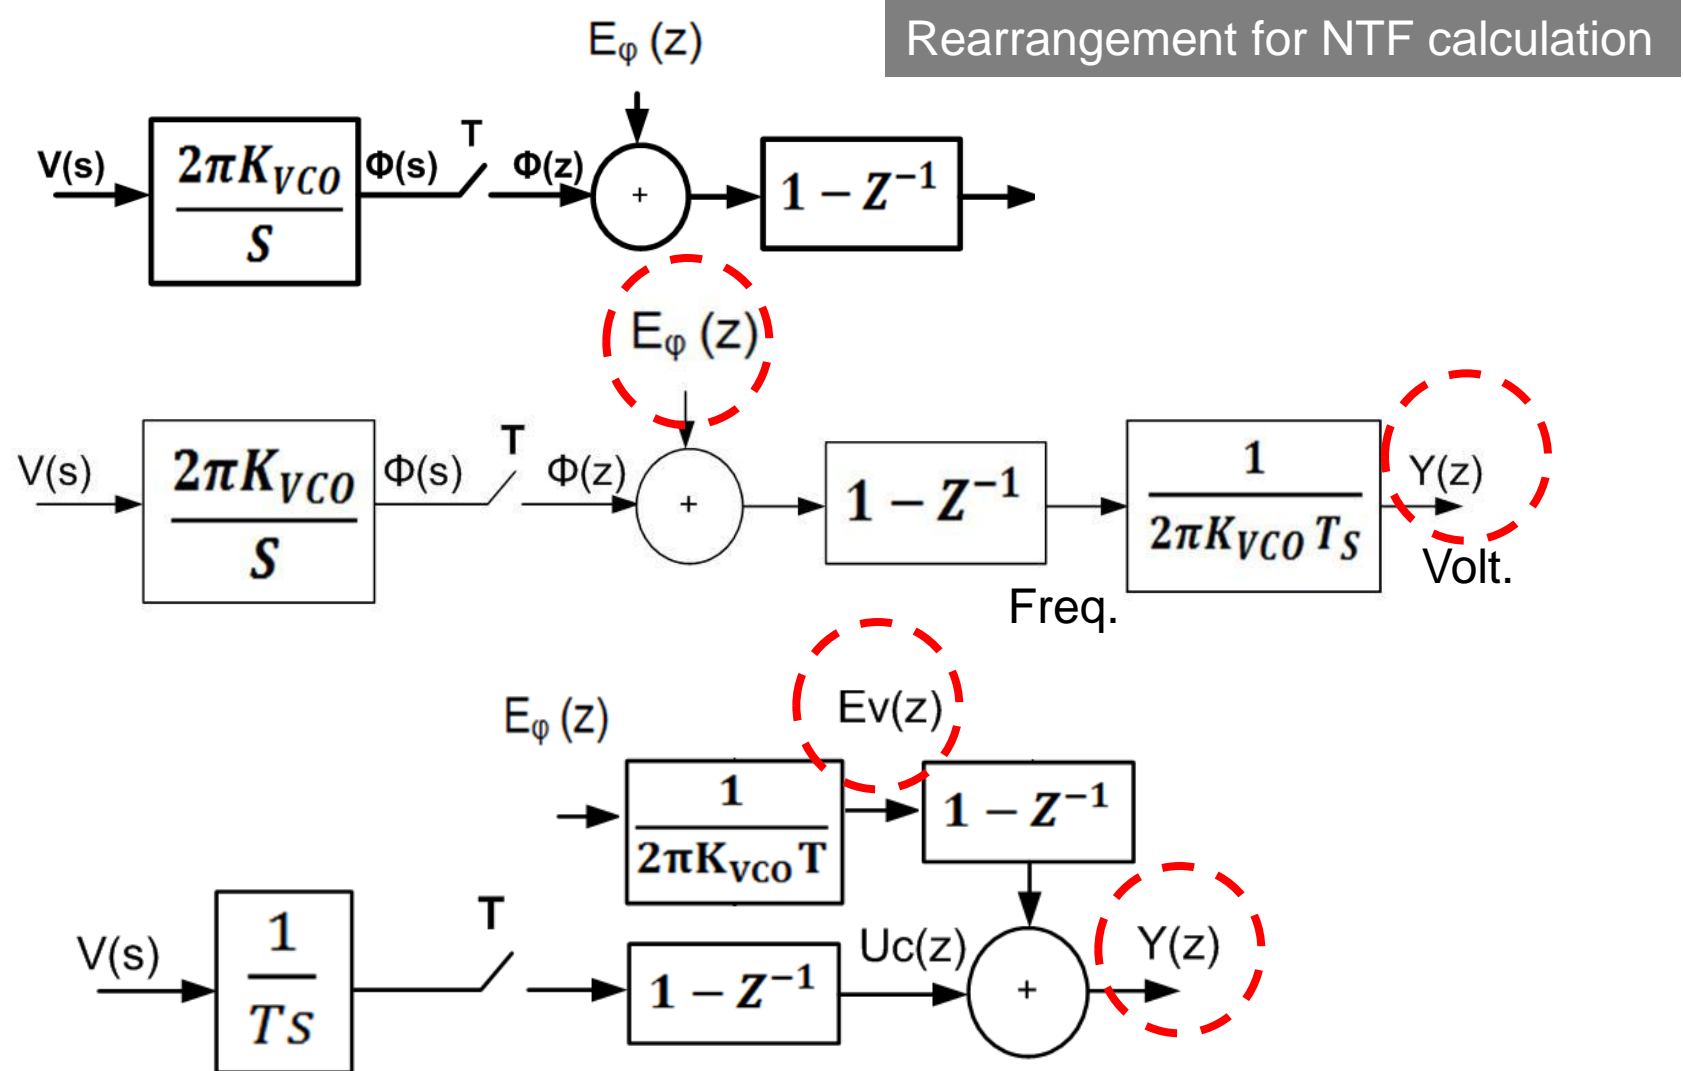 Rearrangement for NTF calculation
Eφ (z)
V(s) 2πK_VCO / S Φ(s) T Φ(z) + 1 − Z⁻¹
Eφ (z)
V(s) 2πK_VCO / S Φ(s) T Φ(z) + 1 − Z⁻¹ 1 / 2πK_VCO T_S Y(z)
Volt.
Freq.
Eφ (z) Ev(z)
1 / 2πK_VCO T 1 − Z⁻¹
V(s) 1 / Ts T 1 − Z⁻¹ Uc(z) + Y(z)